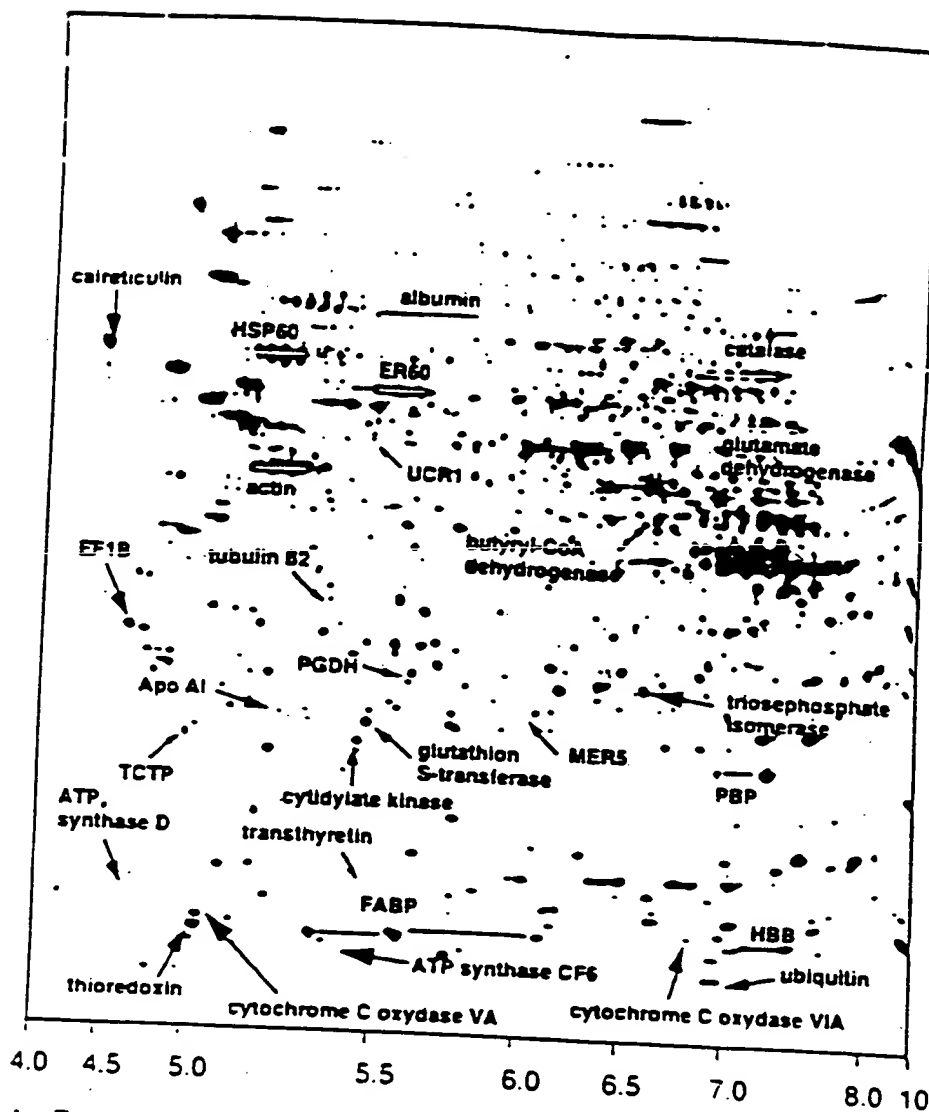 calreticulin
albumin
HSP60
catalase
ER60
UCR1
glutamate
dehydrogenase
actin
EF1B
tubulin B2
butyryl-CoA
dehydrogenase
PGDH
Apo AI
triosephosphate
isomerase
TCTP
glutathion
S-transferase
MER5
PBP
cytidylate kinase
ATP
synthase D
transthyretin
FABP
HBB
ATP synthase CF6
thioredoxin
ubiquitin
cytochrome C oxydase VA
cytochrome C oxydase VIA
4.0 4.5 5.0 5.5 6.0 7.0 8.0 10